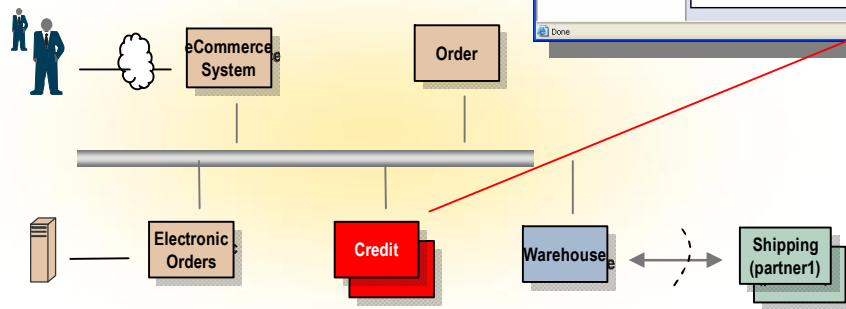 Done
eCommerce
System
Order
Electronic
Orders
Credit
Warehouse
Shipping
(partner1)